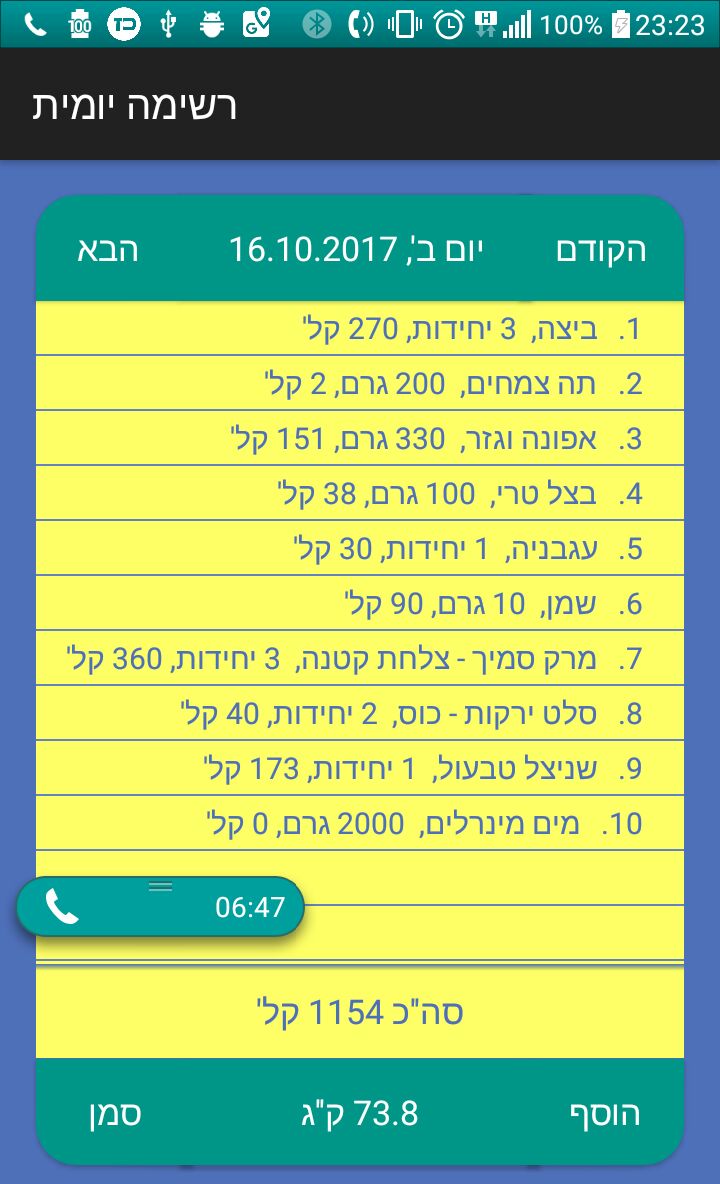 100% 23:23
רשימה יומית
הקודם יום ב', 16.10.2017 הבא
1. ביצה, 3 יחידות, 270 קל'
2. תה צמחים, 200 גרם, 2 קל'
3. אפונה וגזר, 330 גרם, 151 קל'
4. בצל טרי, 100 גרם, 38 קל'
5. עגבניה, 1 יחידות, 30 קל'
6. שמן, 10 גרם, 90 קל'
7. מרק סמיך - צלחת קטנה, 3 יחידות, 360 קל'
8. סלט ירקות - כוס, 2 יחידות, 40 קל'
9. שניצל טבעול, 1 יחידות, 173 קל'
10. מים מינרלים, 2000 גרם, 0 קל'
06:47
סה"כ 1154 קל'
הוסף 73.8 ק"ג סמן